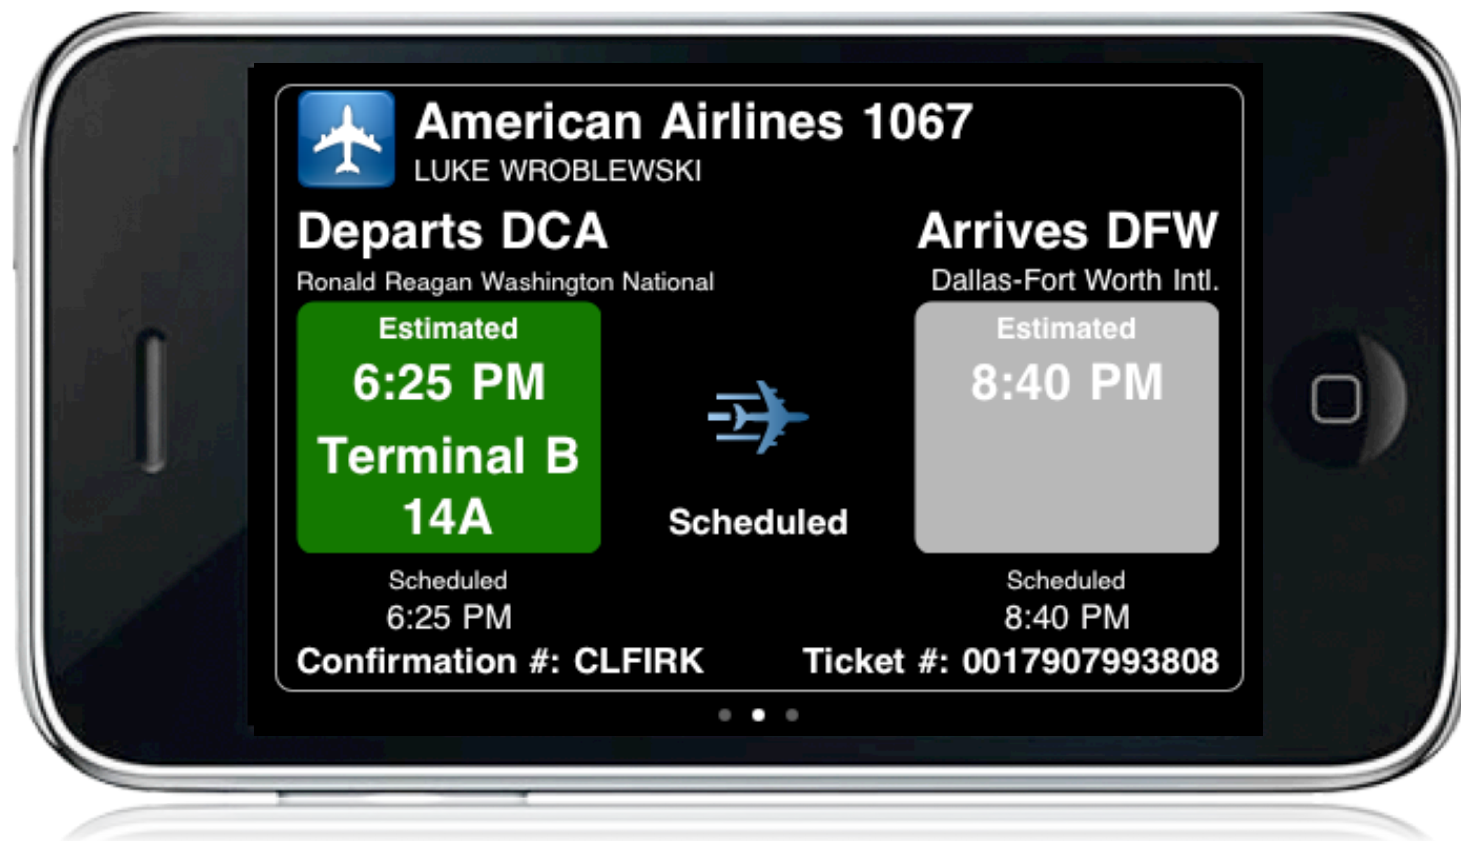 American Airlines 1067
LUKE WROBLEWSKI
Departs DCA
Ronald Reagan Washington National
Arrives DFW
Dallas-Fort Worth Intl.
Estimated
6:25 PM
Terminal B
14A
Scheduled
6:25 PM
Scheduled
Estimated
8:40 PM
Scheduled
8:40 PM
Confirmation #: CLFIRK
Ticket #: 0017907993808